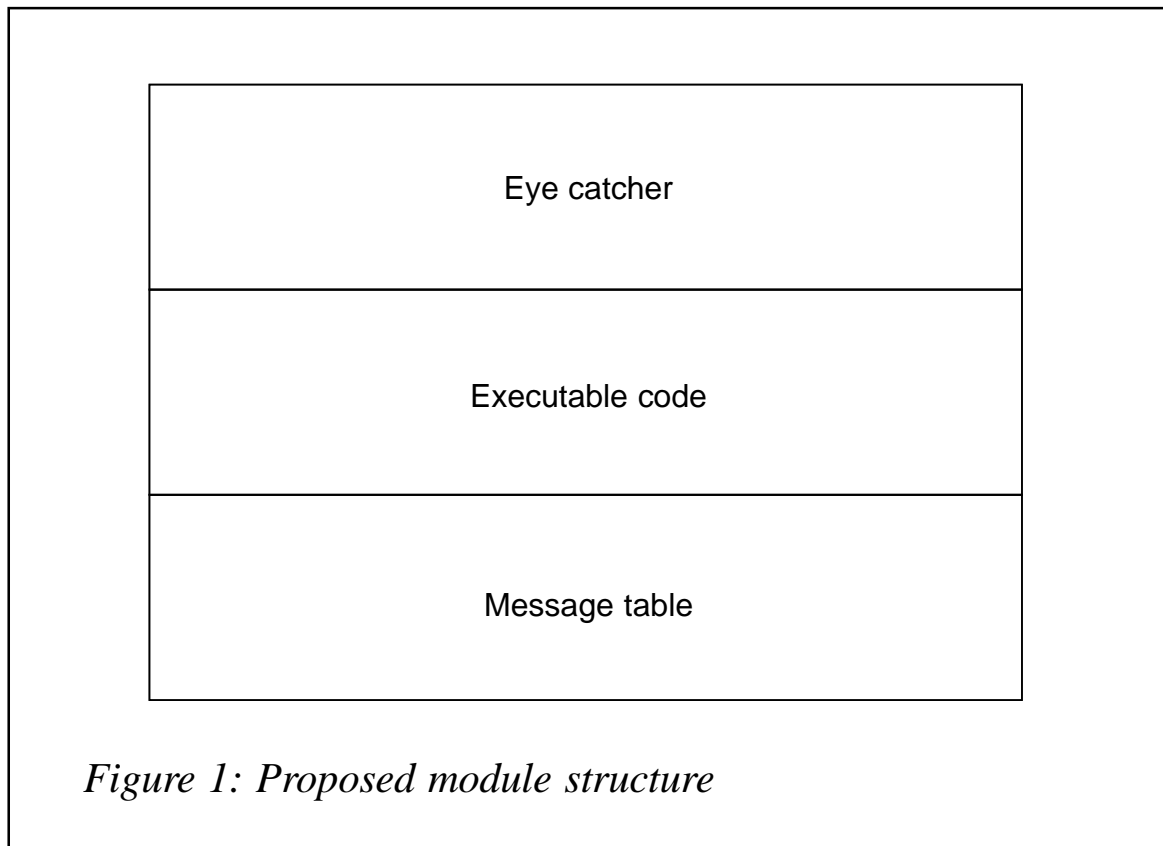 Eye catcher
Executable code
Message table
Figure 1: Proposed module structure